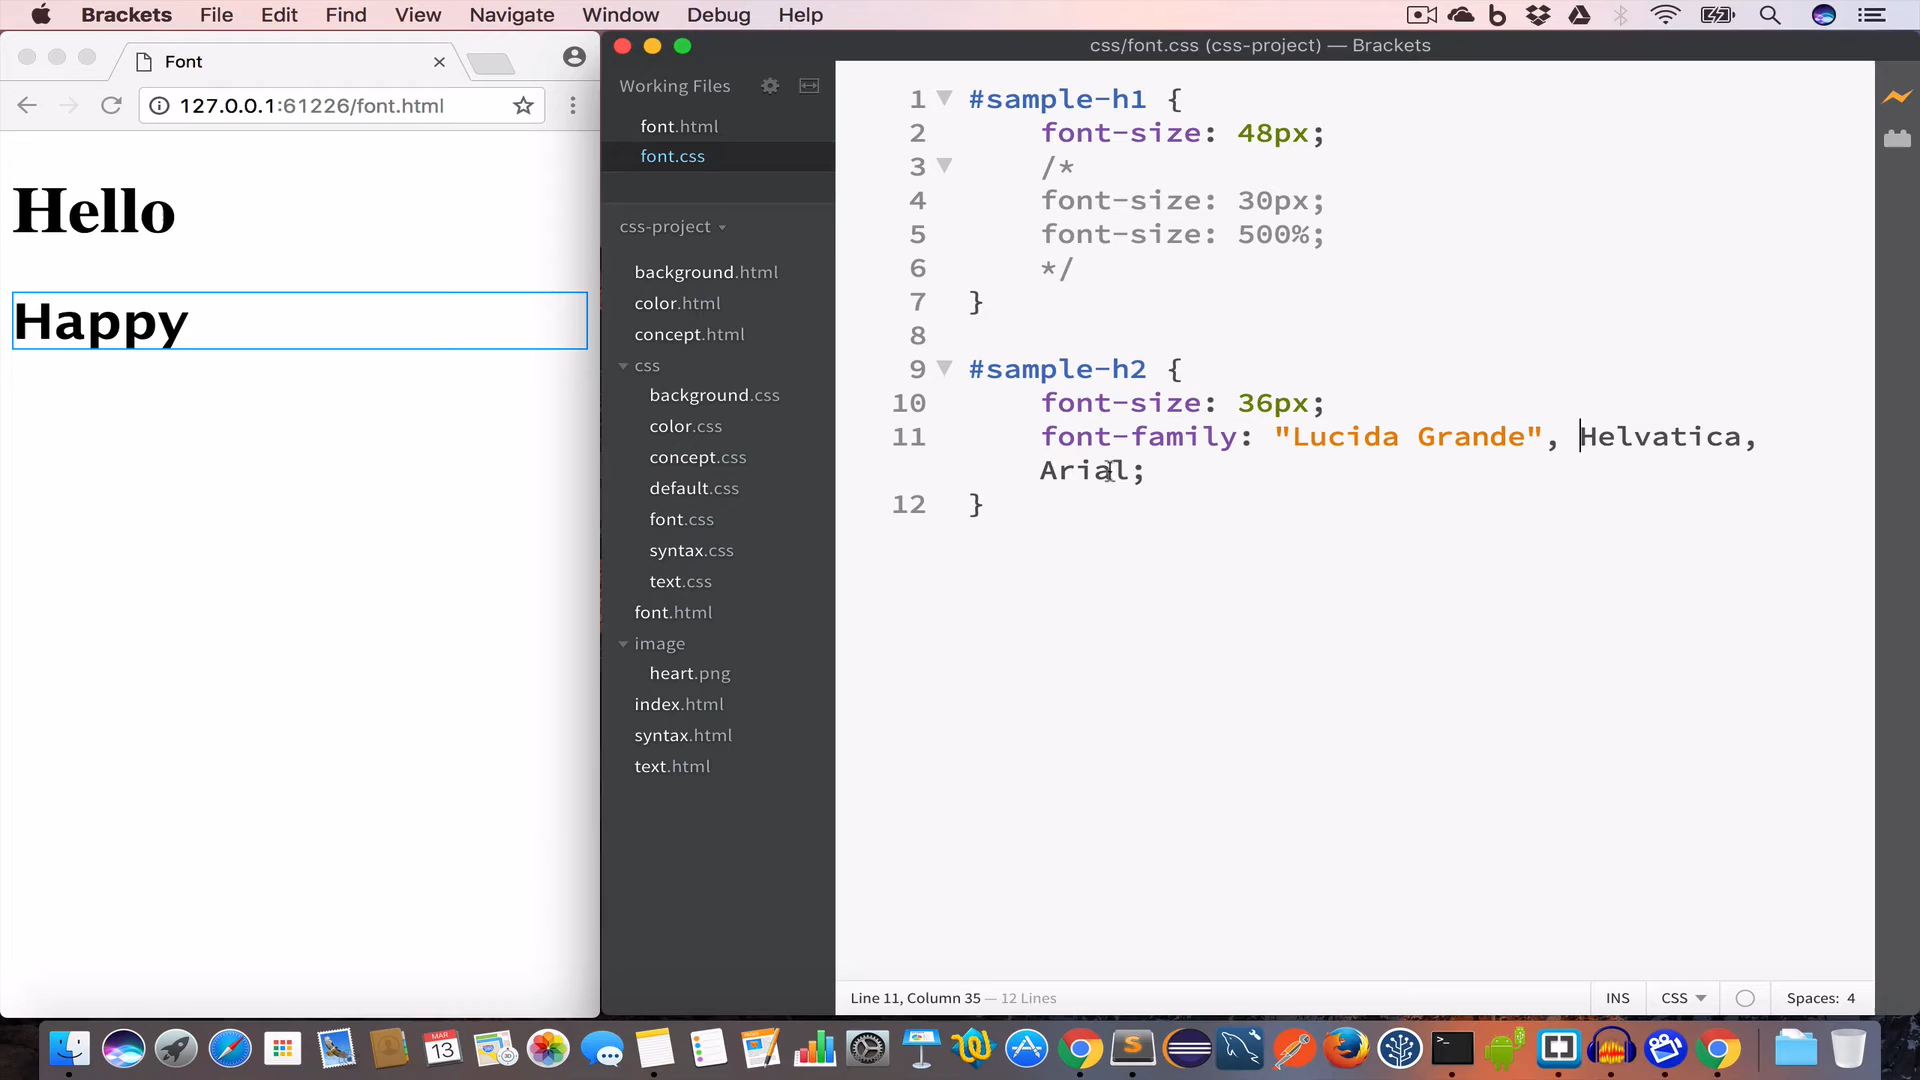 Brackets File Edit Find View Navigate Window Debug Help
Font
127.0.0.1:61226/font.html
Hello
Happy
css/font.css (css-project) — Brackets
Working Files
font.html
font.css
css-project
background.html
color.html
concept.html
css
background.css
color.css
concept.css
default.css
font.css
syntax.css
text.css
font.html
image
heart.png
index.html
syntax.html
text.html
1 #sample-h1 {
2 font-size: 48px;
3 /*
4 font-size: 30px;
5 font-size: 500%;
6 */
7 }
8
9 #sample-h2 {
10 font-size: 36px;
11 font-family: "Lucida Grande", Helvatica,
Arial;
12 }
Line 11, Column 35 — 12 Lines
INS CSS Spaces: 4
MAR
13